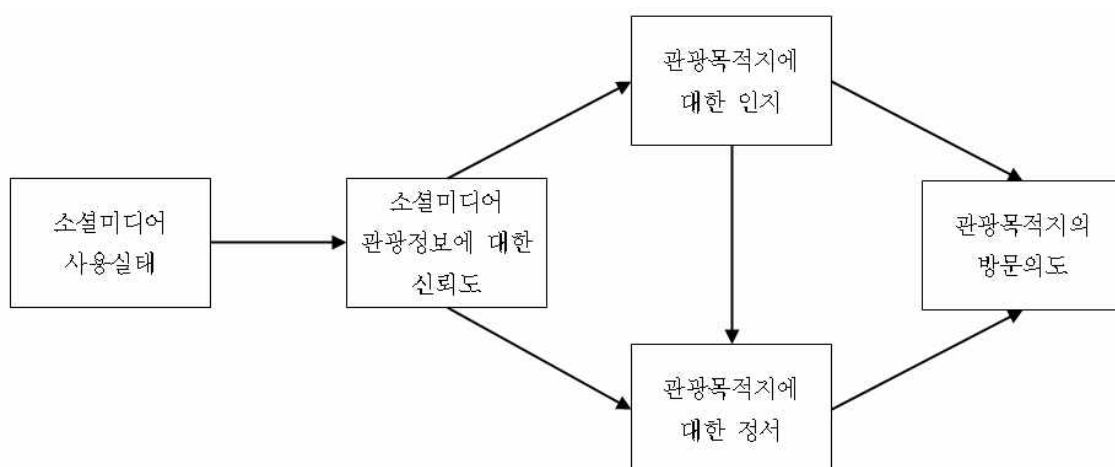 관광목적지에
대한 인지
소셜미디어
사용실태
소셜미디어
관광정보에 대한
신뢰도
관광목적지의
방문의도
관광목적지에
대한 정서